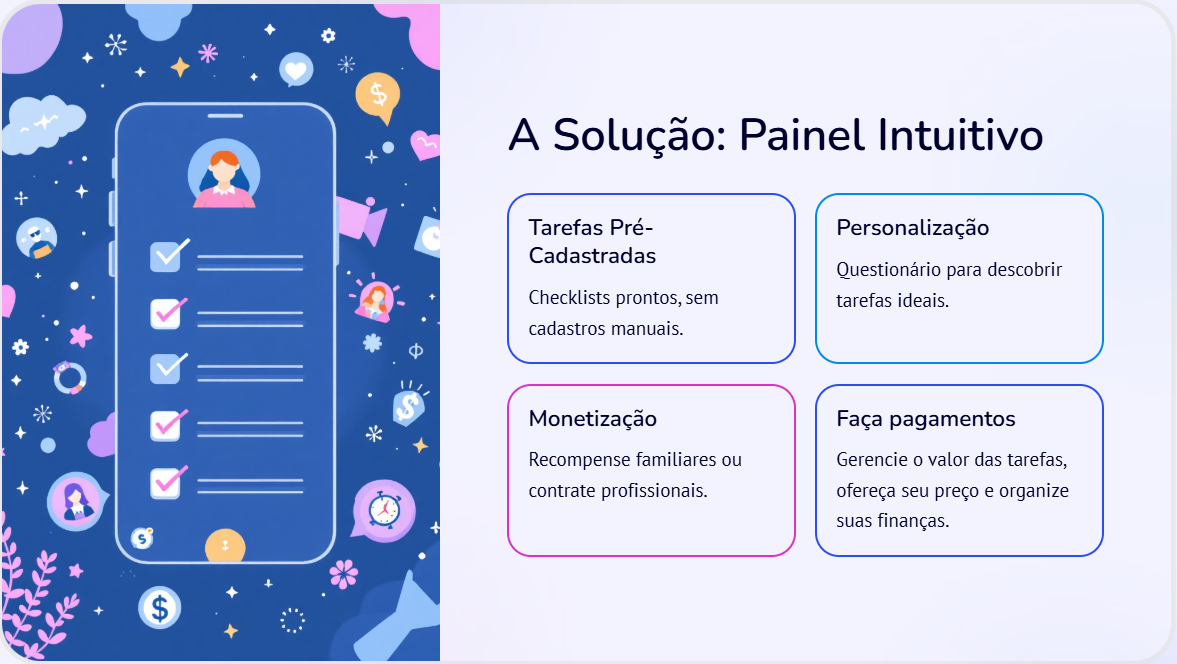 A Solução: Painel Intuitivo
Tarefas Pré-
Cadastradas
Checklists prontos, sem
cadastros manuais.
Personalização
Questionário para descobrir
tarefas ideais.
Monetização
Recompense familiares ou
contrate profissionais.
Faça pagamentos
Gerencie o valor das tarefas,
ofereça seu preço e organize
suas finanças.